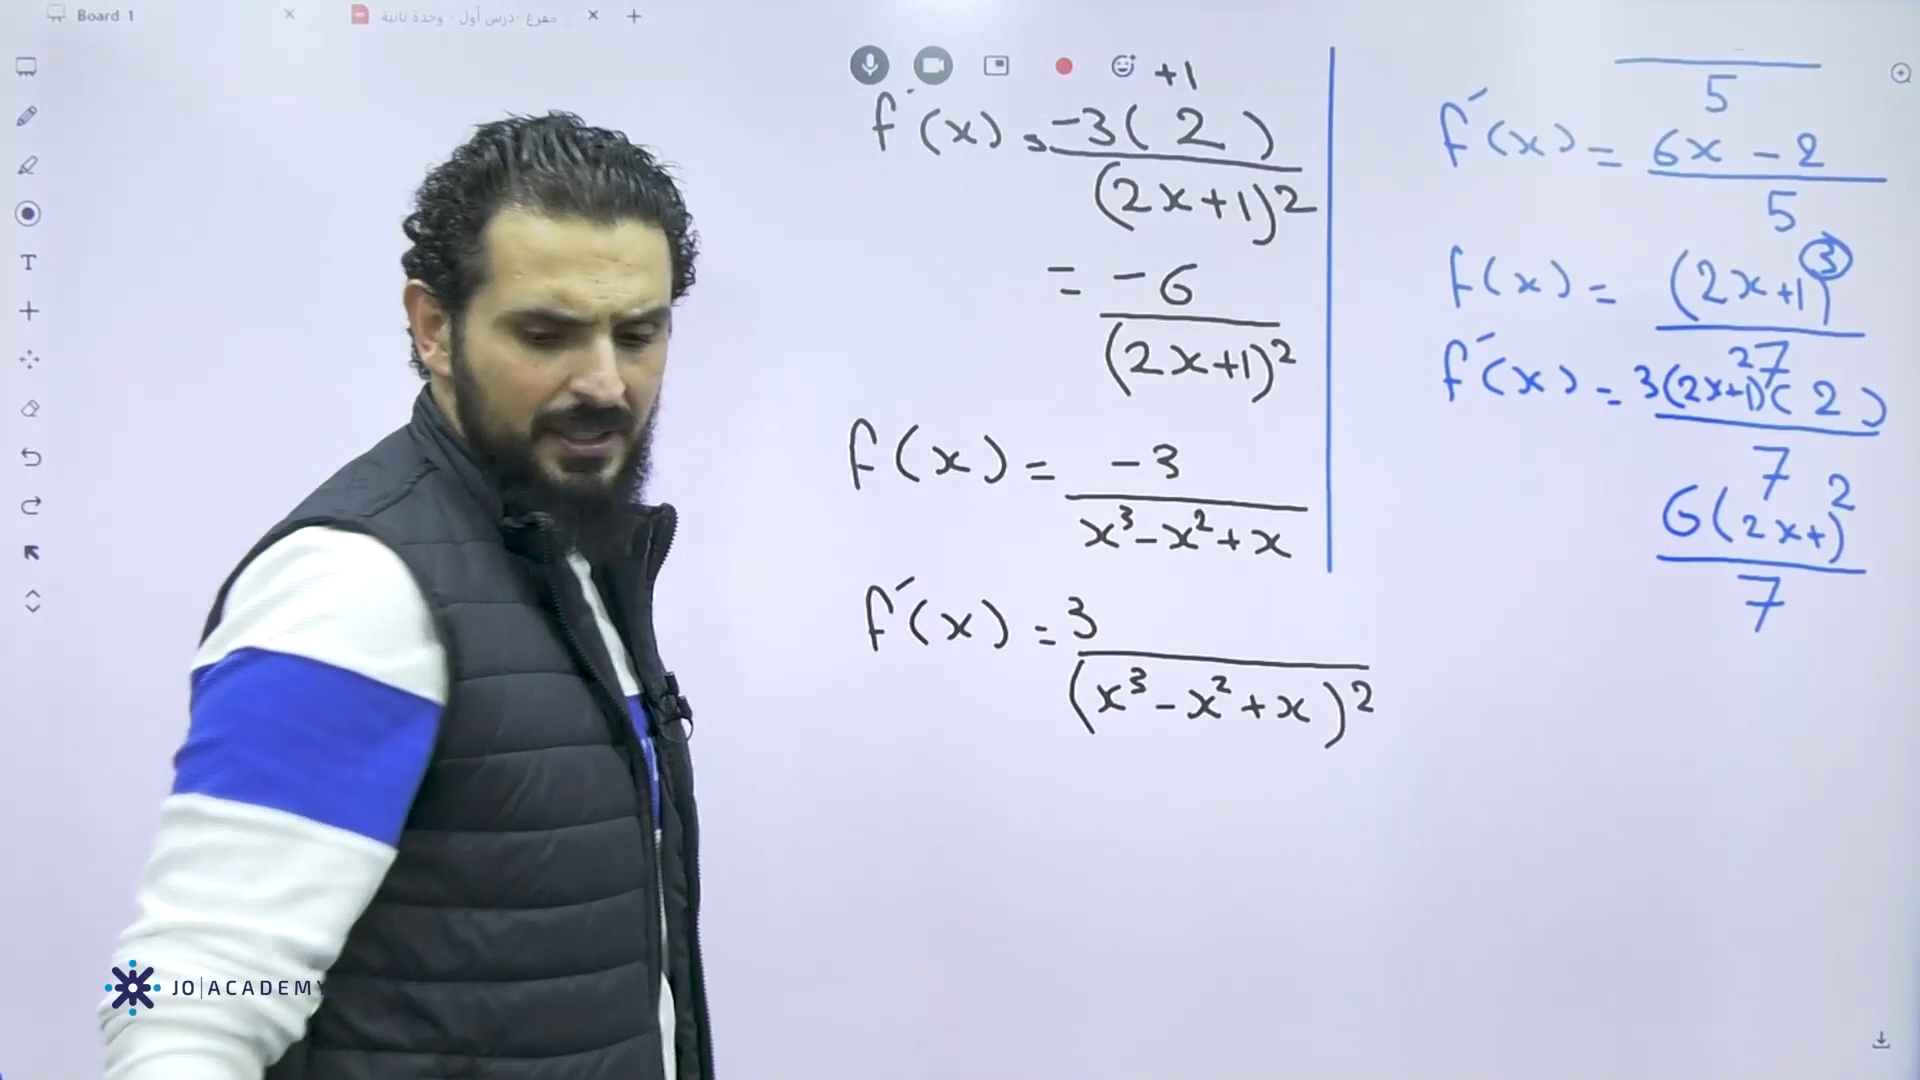 Board 1
مفرغ -درس أول - وحدة ثانية
+1
f'(x) = -3(2)
(2x+1)2
= -6
(2x+1)2
f(x) = -3
x3-x2+x
f'(x) = 3
(x3-x2+x)2
5
f'(x) = 6x-2
5
f(x) = (2x+1)3
7
f'(x) = 3(2x+1)2(2)
7
6(2x+)2
7
T
JO|ACADEMY